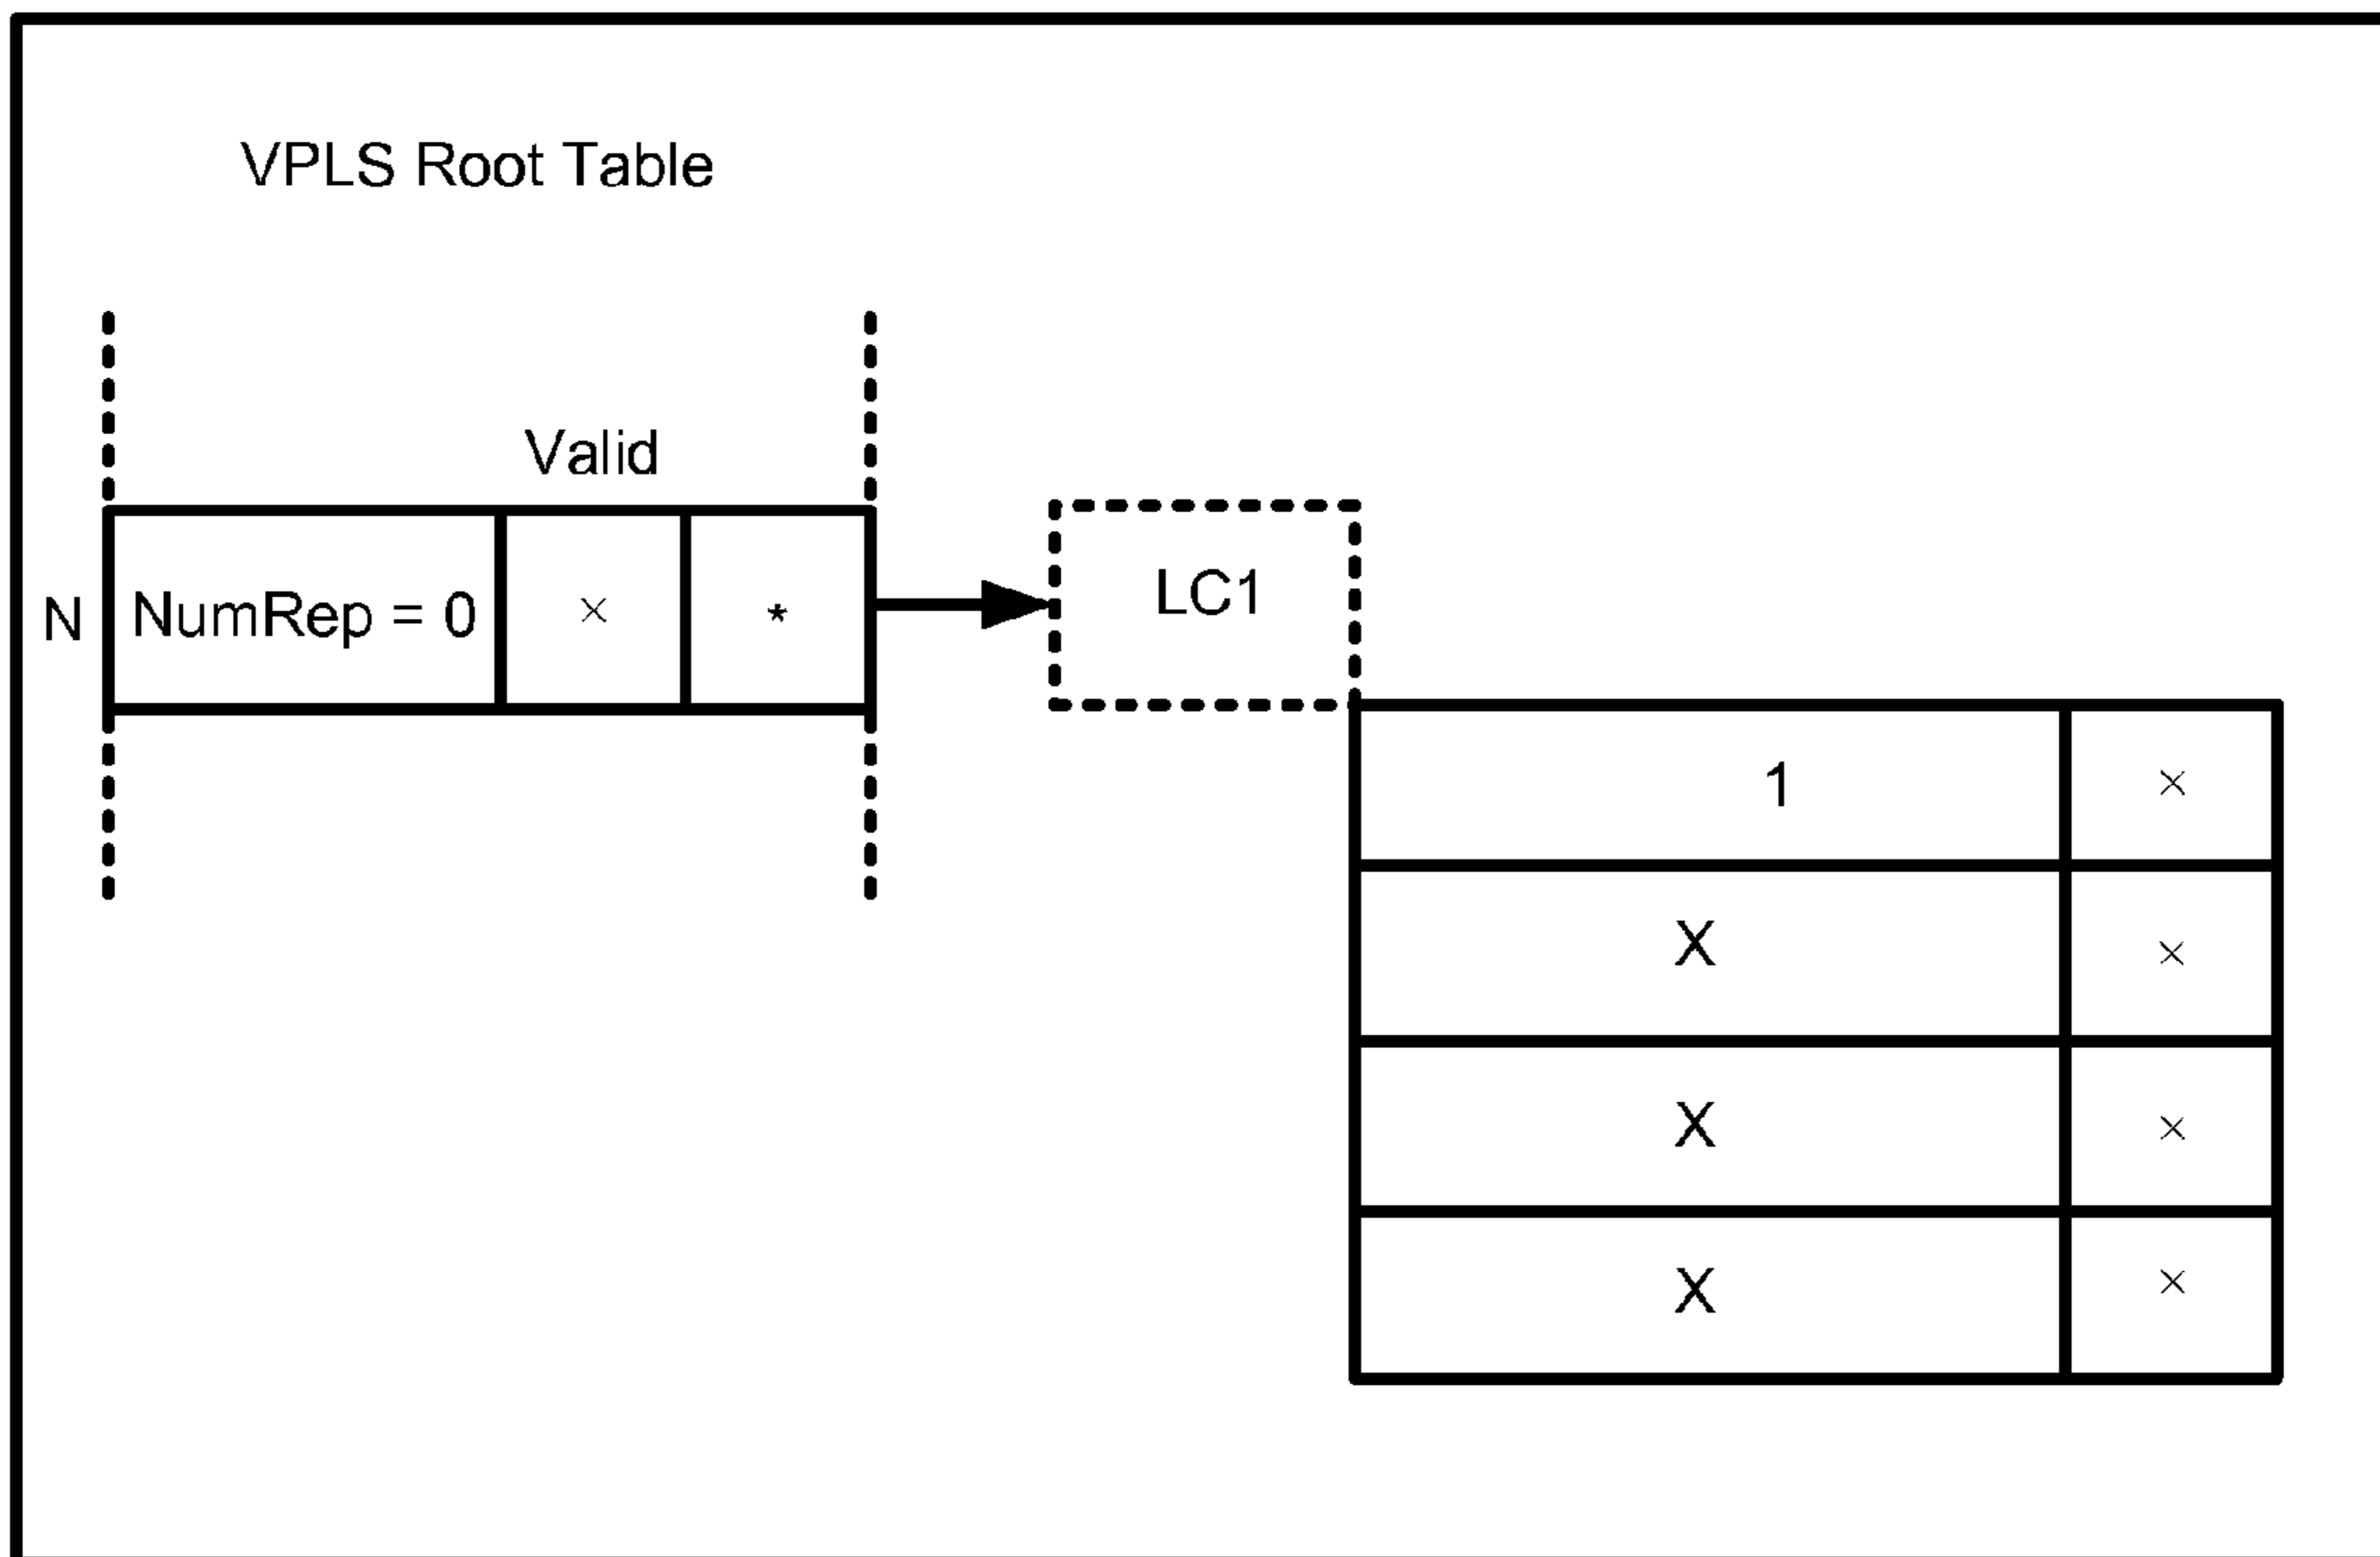 VPLS Root Table
Valid
N NumRep = 0 × * LC1
1 ×
X ×
X ×
X ×